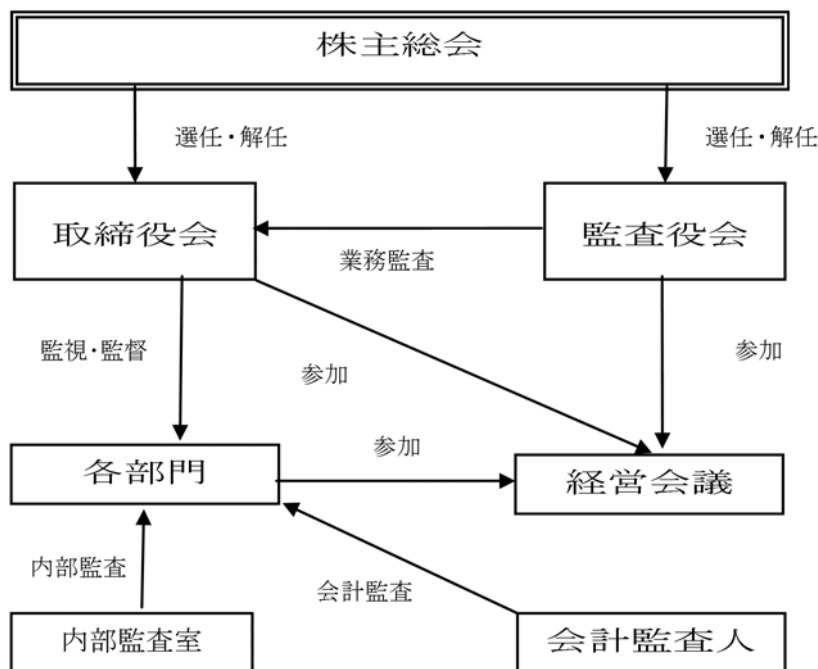 株主総会
選任・解任
選任・解任
取締役会
監査役会
業務監査
監視・監督
参加
参加
参加
各部門
経営会議
内部監査
会計監査
内部監査室
会計監査人